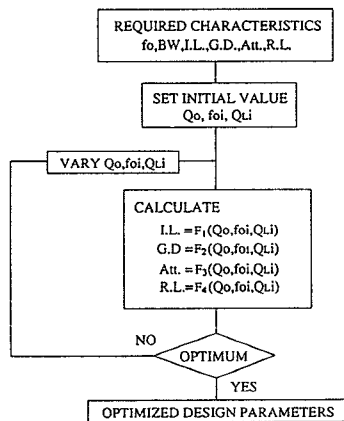 REQUIRED CHARACTERISTICS
fo,BW,I.L.,G.D.,Att.,R.L.
SET INITIAL VALUE
Qo, foi, QLi
VARY Qo,foi,QLi
CALCULATE
I.L. =F1(Qo,foi,QLi)
G.D =F2(Qo,foi,QLi)
Att. =F3(Qo,foi,QLi)
R.L. =F4(Qo,foi,QLi)
NO
OPTIMUM
YES
OPTIMIZED DESIGN PARAMETERS